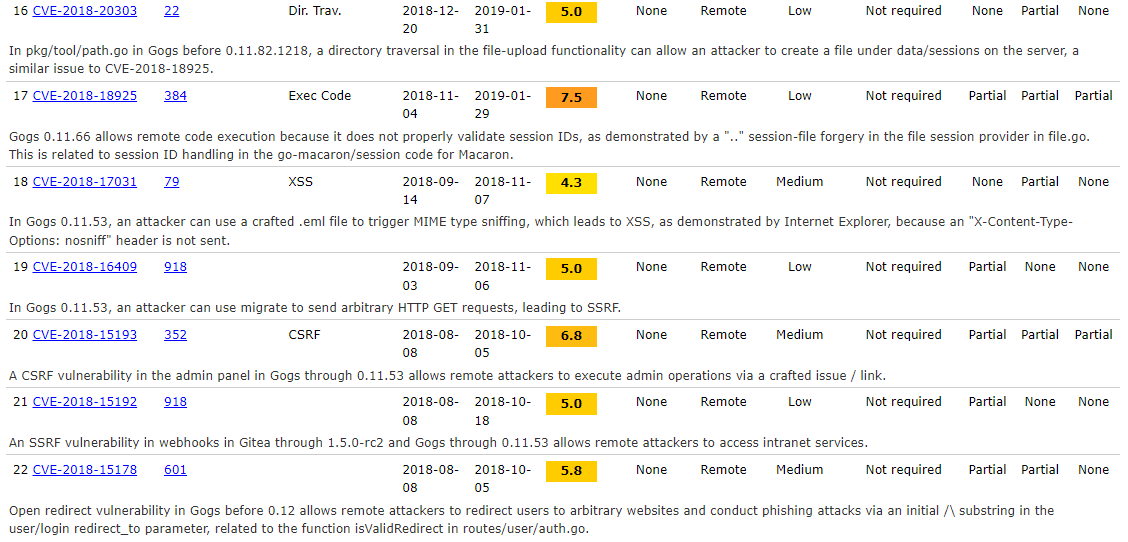 16 CVE-2018-20303 22 Dir. Trav. 2018-12- 2019-01- 5.0 None Remote Low Not required None Partial None
20 31
In pkg/tool/path.go in Gogs before 0.11.82.1218, a directory traversal in the file-upload functionality can allow an attacker to create a file under data/sessions on the server, a
similar issue to CVE-2018-18925.
17 CVE-2018-18925 384 Exec Code 2018-11- 2019-01- 7.5 None Remote Low Not required Partial Partial Partial
04 29
Gogs 0.11.66 allows remote code execution because it does not properly validate session IDs, as demonstrated by a ".." session-file forgery in the file session provider in file.go.
This is related to session ID handling in the go-macaron/session code for Macaron.
18 CVE-2018-17031 79 XSS 2018-09- 2018-11- 4.3 None Remote Medium Not required None Partial None
14 07
In Gogs 0.11.53, an attacker can use a crafted .eml file to trigger MIME type sniffing, which leads to XSS, as demonstrated by Internet Explorer, because an "X-Content-Type-
Options: nosniff" header is not sent.
19 CVE-2018-16409 918 2018-09- 2018-11- 5.0 None Remote Low Not required Partial None None
03 06
In Gogs 0.11.53, an attacker can use migrate to send arbitrary HTTP GET requests, leading to SSRF.
20 CVE-2018-15193 352 CSRF 2018-08- 2018-10- 6.8 None Remote Medium Not required Partial Partial Partial
08 05
A CSRF vulnerability in the admin panel in Gogs through 0.11.53 allows remote attackers to execute admin operations via a crafted issue / link.
21 CVE-2018-15192 918 2018-08- 2018-10- 5.0 None Remote Low Not required Partial None None
08 18
An SSRF vulnerability in webhooks in Gitea through 1.5.0-rc2 and Gogs through 0.11.53 allows remote attackers to access intranet services.
22 CVE-2018-15178 601 2018-08- 2018-10- 5.8 None Remote Medium Not required Partial Partial None
08 05
Open redirect vulnerability in Gogs before 0.12 allows remote attackers to redirect users to arbitrary websites and conduct phishing attacks via an initial /\ substring in the
user/login redirect_to parameter, related to the function isValidRedirect in routes/user/auth.go.